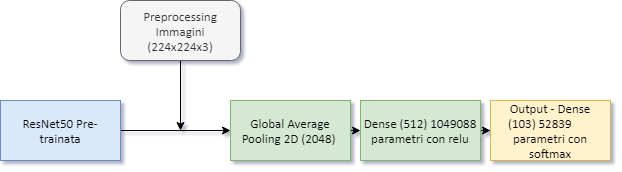 Preprocessing
Immagini
(224x224x3)
ResNet50 Pre-
trainata
Global Average
Pooling 2D (2048)
Dense (512) 1049088
parametri con relu
Output - Dense
(103) 52839
parametri con
softmax